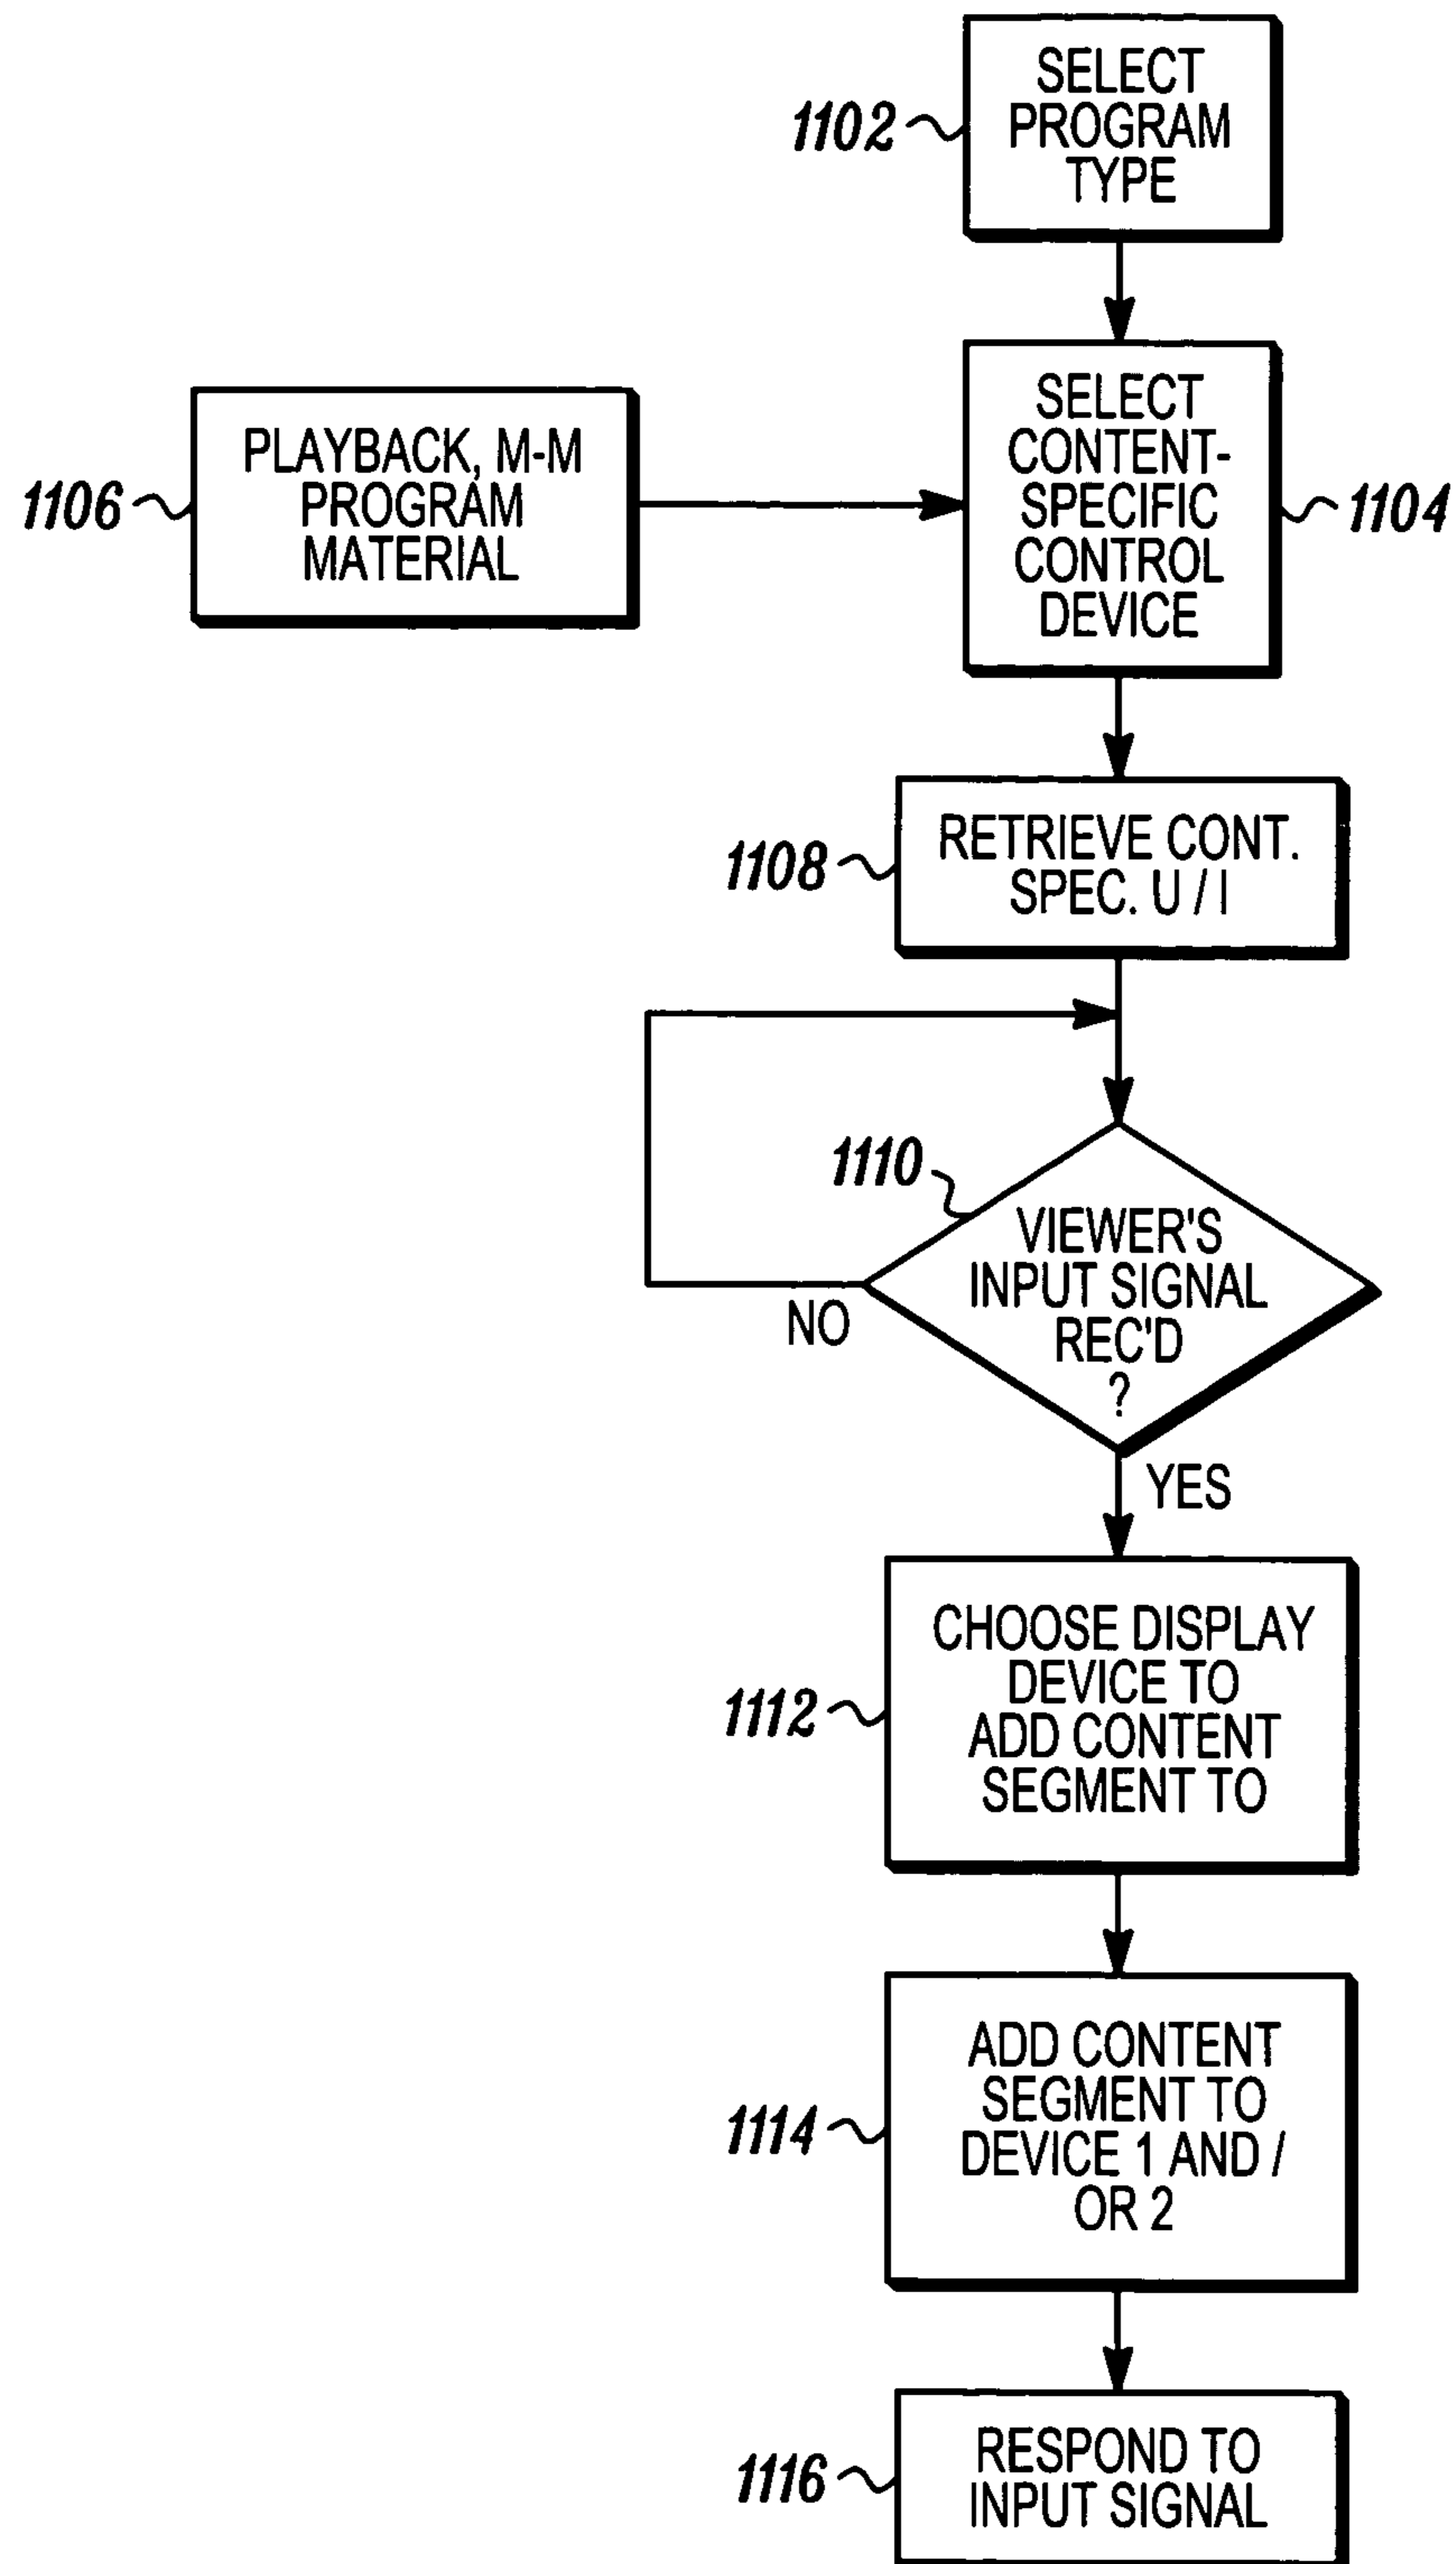 1102
SELECT
PROGRAM
TYPE
1106
PLAYBACK, M-M
PROGRAM
MATERIAL
SELECT
CONTENT-
SPECIFIC
CONTROL
DEVICE
1104
1108
RETRIEVE CONT.
SPEC. U / I
1110
VIEWER'S
INPUT SIGNAL
REC'D
?
NO
YES
1112
CHOOSE DISPLAY
DEVICE TO
ADD CONTENT
SEGMENT TO
1114
ADD CONTENT
SEGMENT TO
DEVICE 1 AND /
OR 2
1116
RESPOND TO
INPUT SIGNAL